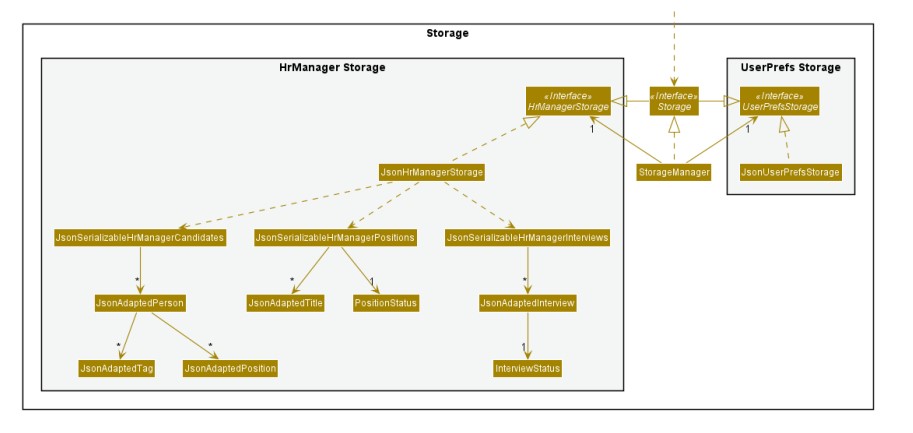 Storage
HrManager Storage
UserPrefs Storage
«Interface»
HrManagerStorage
«Interface»
Storage
«Interface»
UserPrefsStorage
1
1
JsonHrManagerStorage
StorageManager
JsonUserPrefsStorage
JsonSerializableHrManagerCandidates
JsonSerializableHrManagerPositions
JsonSerializableHrManagerInterviews
*
*
1
*
JsonAdaptedPerson
JsonAdaptedTitle
PositionStatus
JsonAdaptedInterview
*
*
1
JsonAdaptedTag
JsonAdaptedPosition
InterviewStatus